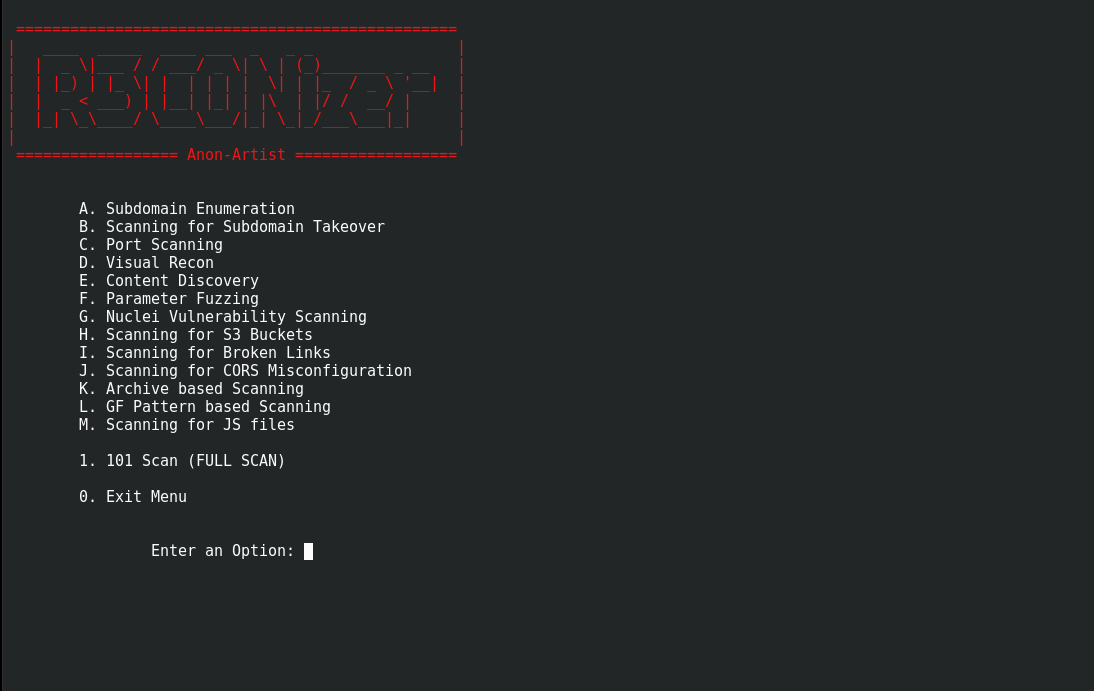 R3CONizer
Anon-Artist
A. Subdomain Enumeration
B. Scanning for Subdomain Takeover
C. Port Scanning
D. Visual Recon
E. Content Discovery
F. Parameter Fuzzing
G. Nuclei Vulnerability Scanning
H. Scanning for S3 Buckets
I. Scanning for Broken Links
J. Scanning for CORS Misconfiguration
K. Archive based Scanning
L. GF Pattern based Scanning
M. Scanning for JS files
1. 101 Scan (FULL SCAN)
0. Exit Menu
Enter an Option: